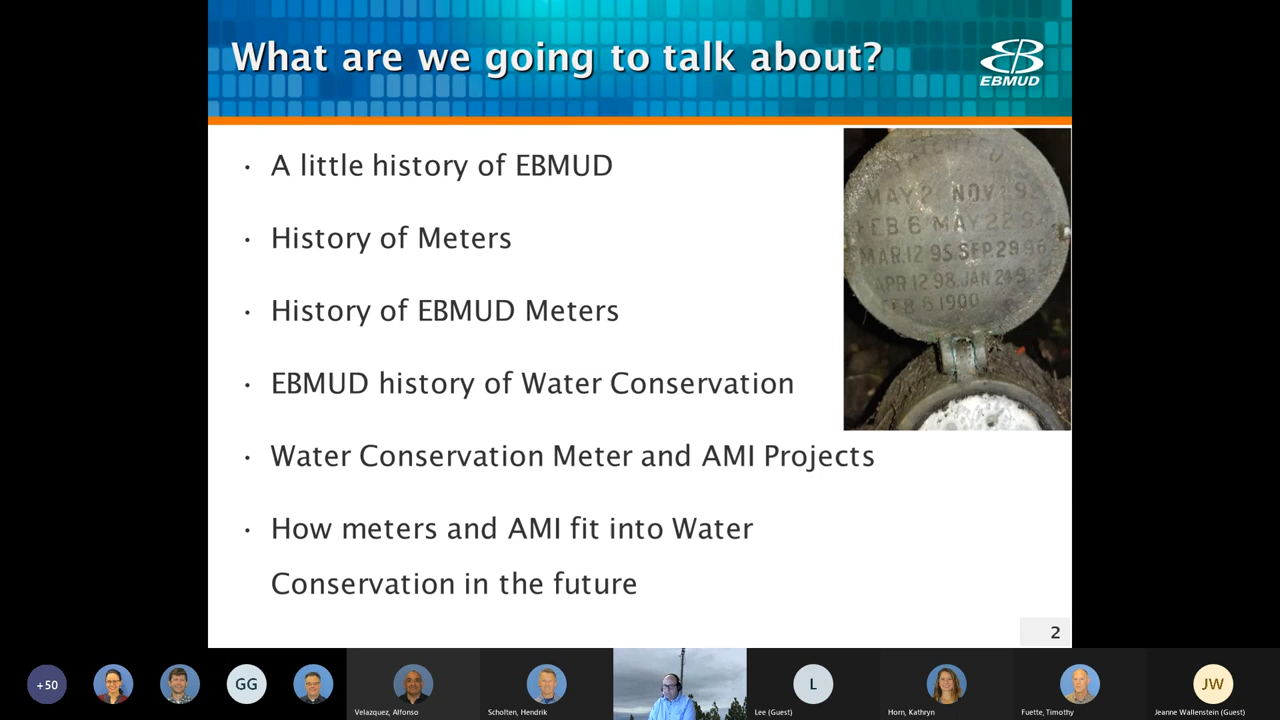 What are we going to talk about?
EBMUD
• A little history of EBMUD
• History of Meters
• History of EBMUD Meters
• EBMUD history of Water Conservation
• Water Conservation Meter and AMI Projects
• How meters and AMI fit into Water
Conservation in the future
MAY 2 NOV 9
FEB 6 MAY 22 9
MAR.12 95.SEP.29.96
APR 12 98.JAN 24 9
FEB 6 1900
2
+50
GG
L
JW
Velazquez, Alfonso
Scholten, Hendrik
Lee (Guest)
Horn, Kathryn
Fuette, Timothy
Jeanne Wallenstein (Guest)